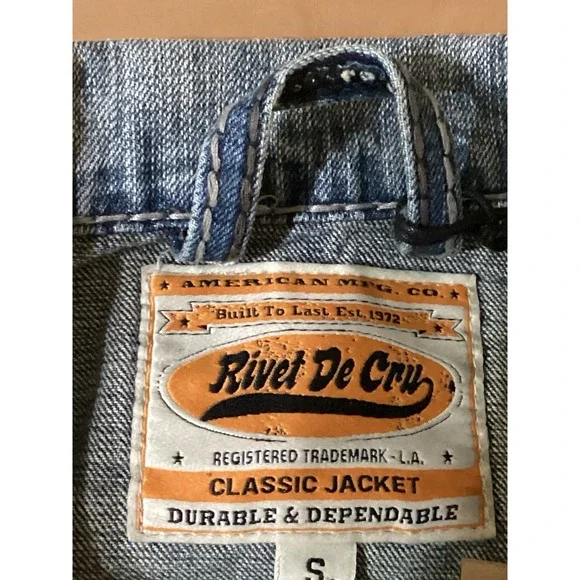 ★ AMERICAN MFG. CO. ★
★ Built To Last Est. 1972 ★
Rivet De Cru
★ REGISTERED TRADEMARK - L.A. ★
CLASSIC JACKET
DURABLE & DEPENDABLE
S